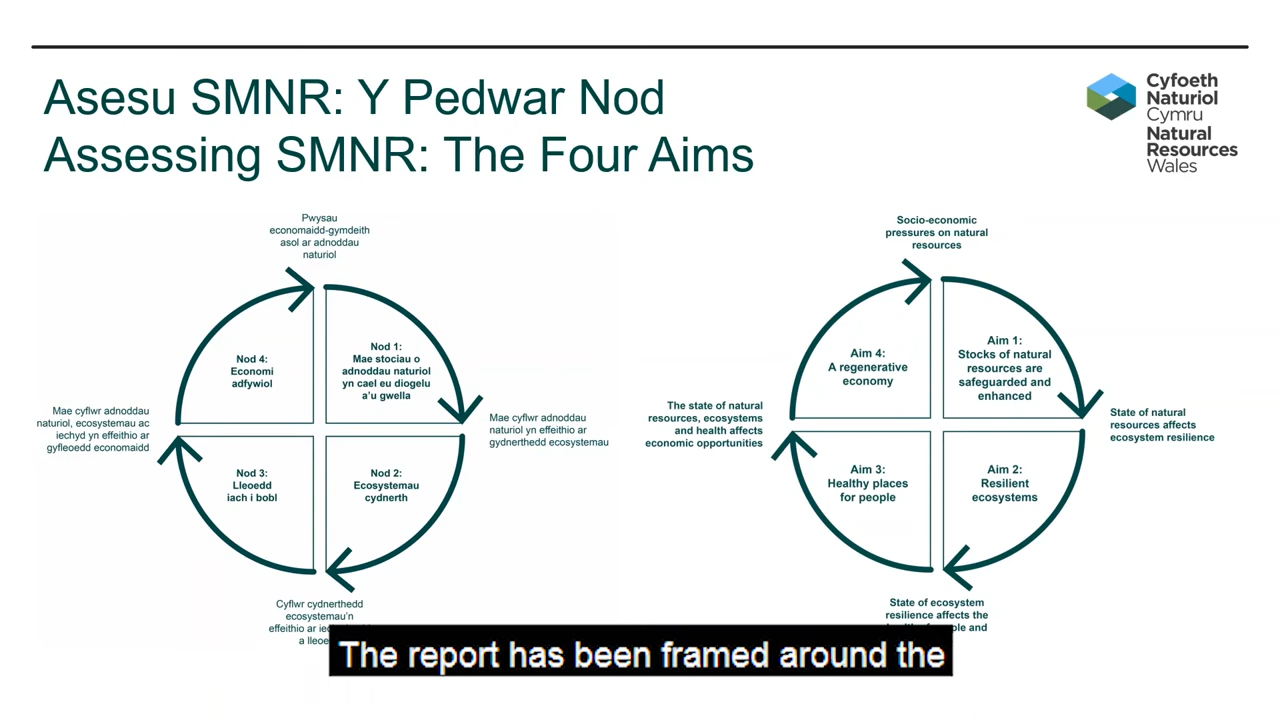 Asesu SMNR: Y Pedwar Nod
Assessing SMNR: The Four Aims
Cyfoeth
Naturiol
Cymru
Natural
Resources
Wales
Pwysau
economaidd-gymdeith
asol ar adnoddau
naturiol
Nod 4:
Economi
adfywiol
Nod 1:
Mae stociau o
adnoddau naturiol
yn cael eu diogelu
a'u gwella
Mae cyflwr adnoddau
naturiol, ecosystemau ac
iechyd yn effeithio ar
gyfleoedd economaidd
Mae cyflwr adnoddau
naturiol yn effeithio ar
gydnerthedd ecosystemau
Nod 3:
Lleoedd
iach i bobl
Nod 2:
Ecosystemau
cydnerth
Cyflwr cydnerthedd
ecosystemau'n
effeithio ar
a
Socio-economic
pressures on natural
resources
Aim 4:
A regenerative
economy
Aim 1:
Stocks of natural
resources are
safeguarded and
enhanced
The state of natural
resources, ecosystems
and health affects
economic opportunities
State of natural
resources affects
ecosystem resilience
Aim 3:
Healthy places
for people
Aim 2:
Resilient
ecosystems
State of ecosystem
resilience affects the
and
The report has been framed around the